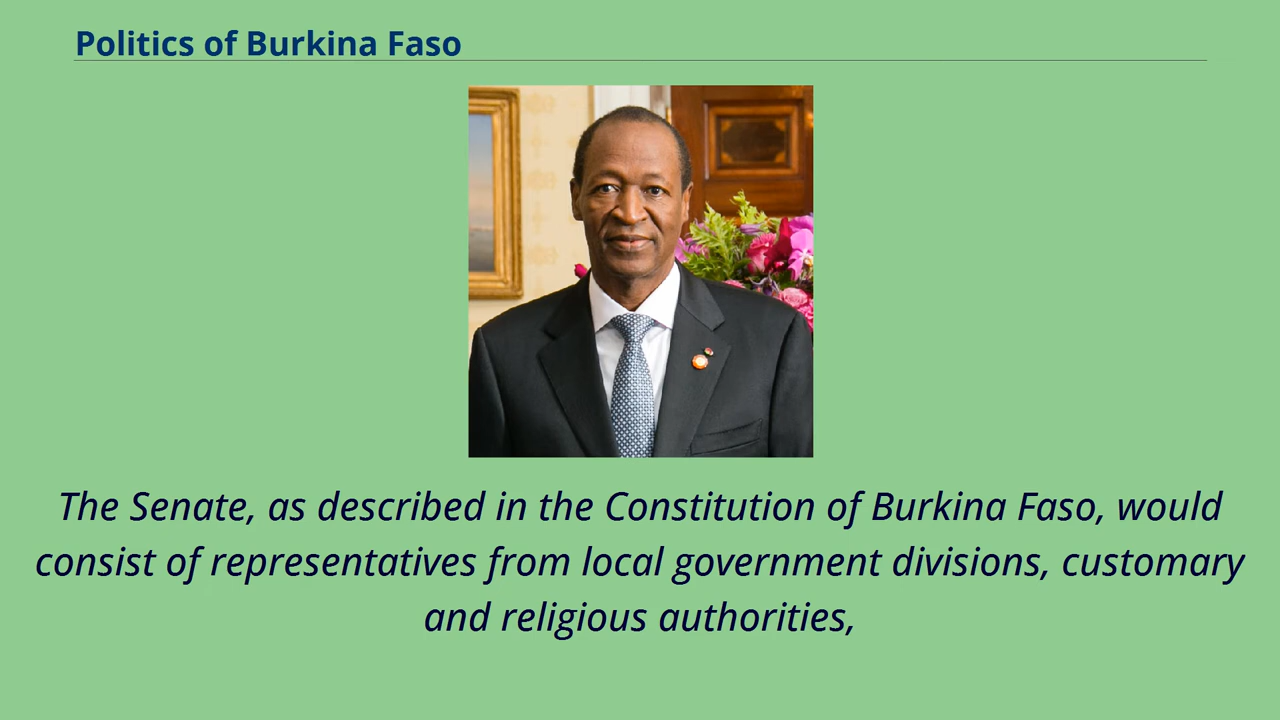 Politics of Burkina Faso
The Senate, as described in the Constitution of Burkina Faso, would
consist of representatives from local government divisions, customary
and religious authorities,